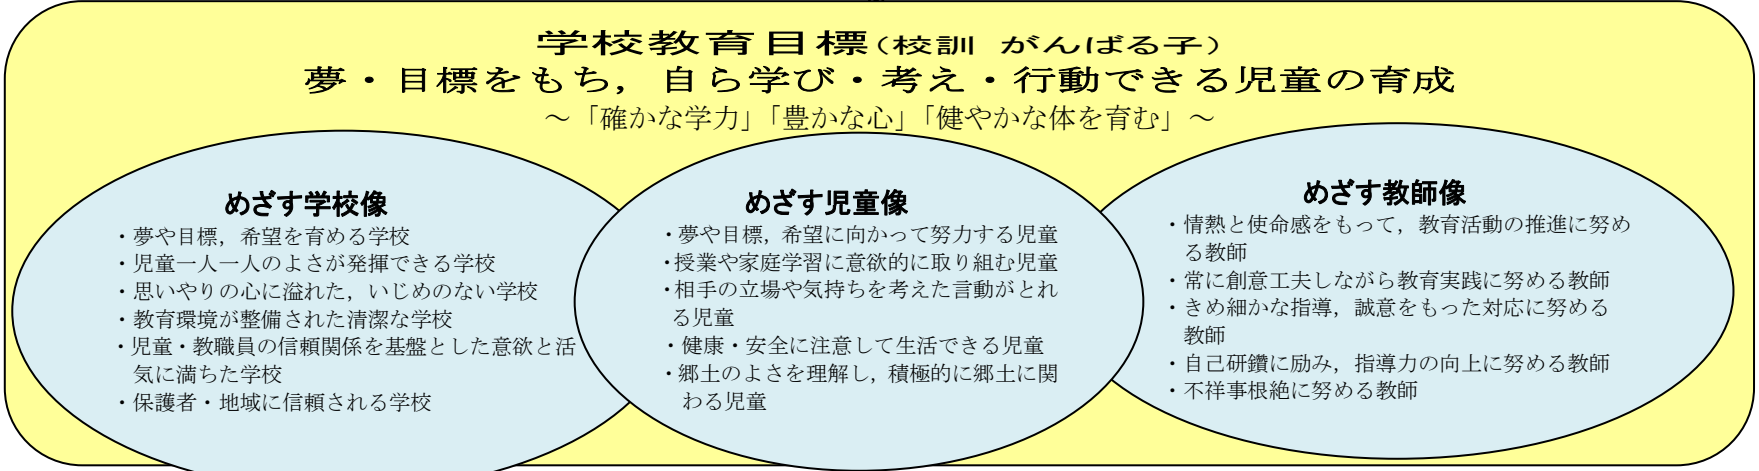 学校教育目標(校訓 がんばる子)
夢・目標をもち，自ら学び・考え・行動できる児童の育成
～「確かな学力」「豊かな心」「健やかな体を育む」～
めざす学校像
・夢や目標，希望を育める学校
・児童一人一人のよさが発揮できる学校
・思いやりの心に溢れた，いじめのない学校
・教育環境が整備された清潔な学校
・児童・教職員の信頼関係を基盤とした意欲と活
気に満ちた学校
・保護者・地域に信頼される学校
めざす児童像
・夢や目標，希望に向かって努力する児童
・授業や家庭学習に意欲的に取り組む児童
・相手の立場や気持ちを考えた言動がとれ
る児童
・健康・安全に注意して生活できる児童
・郷土のよさを理解し，積極的に郷土に関
わる児童
めざす教師像
・情熱と使命感をもって，教育活動の推進に努め
る教師
・常に創意工夫しながら教育実践に努める教師
・きめ細かな指導，誠意をもった対応に努める
教師
・自己研鑽に励み，指導力の向上に努める教師
・不祥事根絶に努める教師